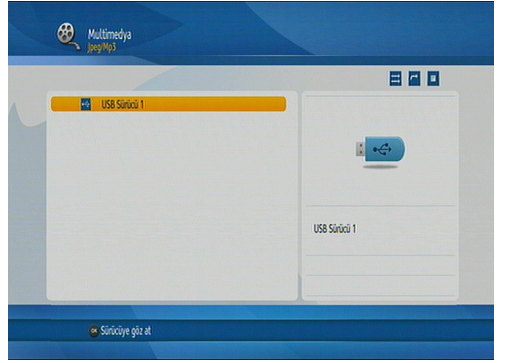 Multimedya
Jpeg/Mp3
USB Sürücü 1
USB Sürücü 1
OK Sürücüye göz at